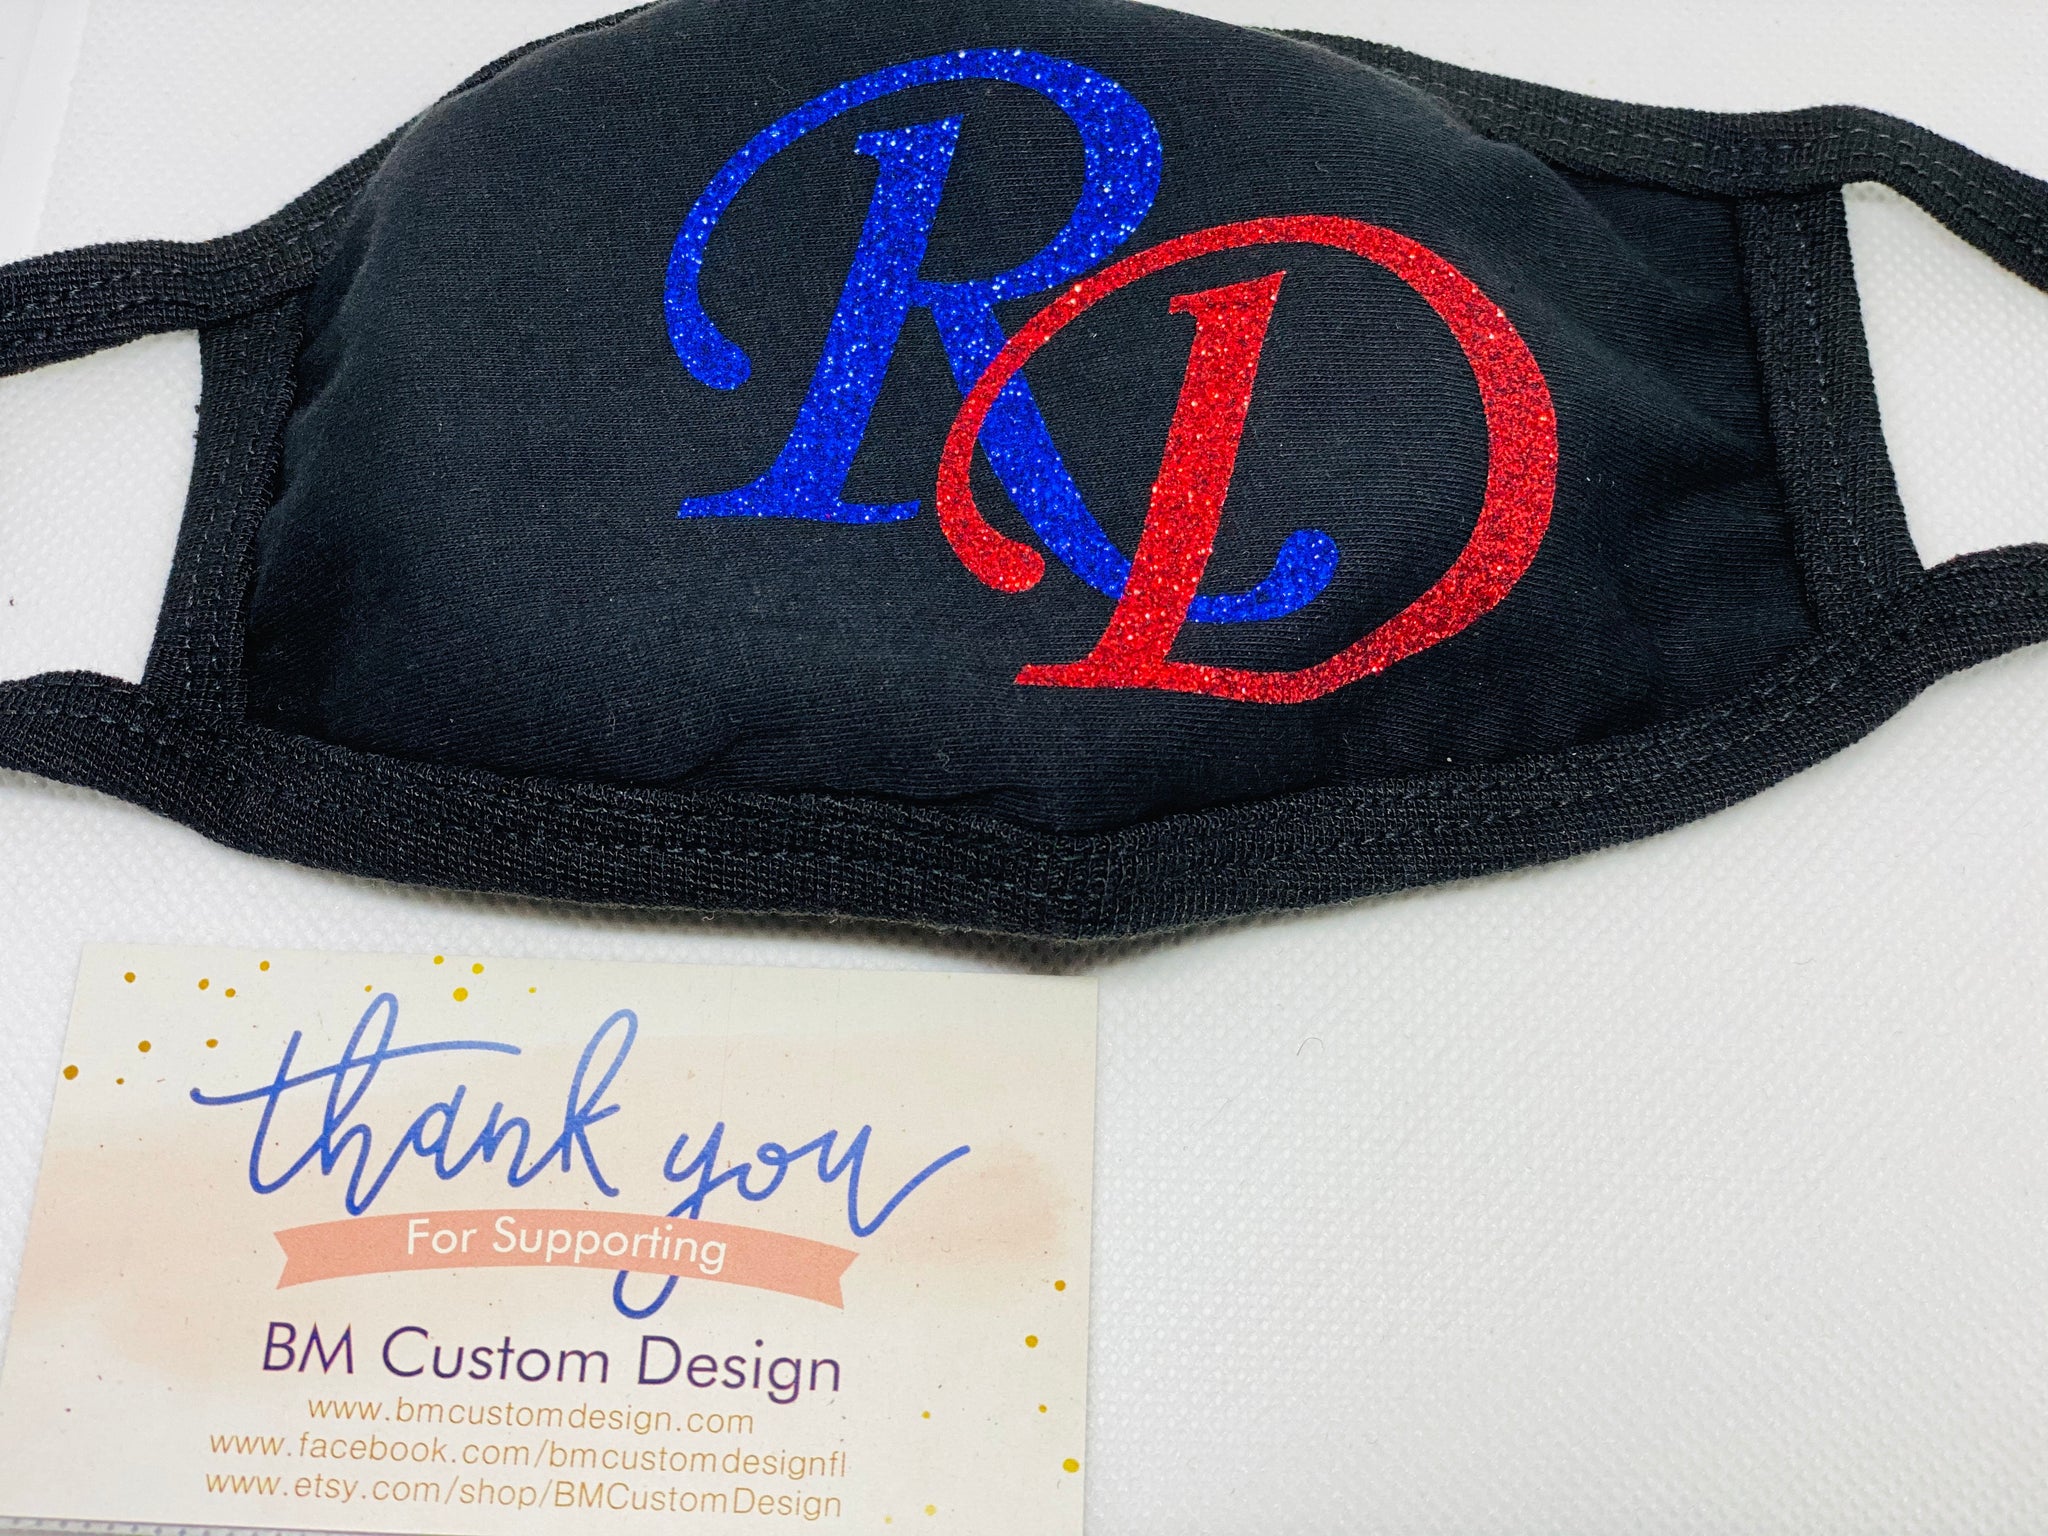 RD
thank you
For Supporting
BM Custom Design
www.bmcustomdesign.com
www.facebook.com/bmcustomdesignfl
www.etsy.com/shop/BMCustomDesign